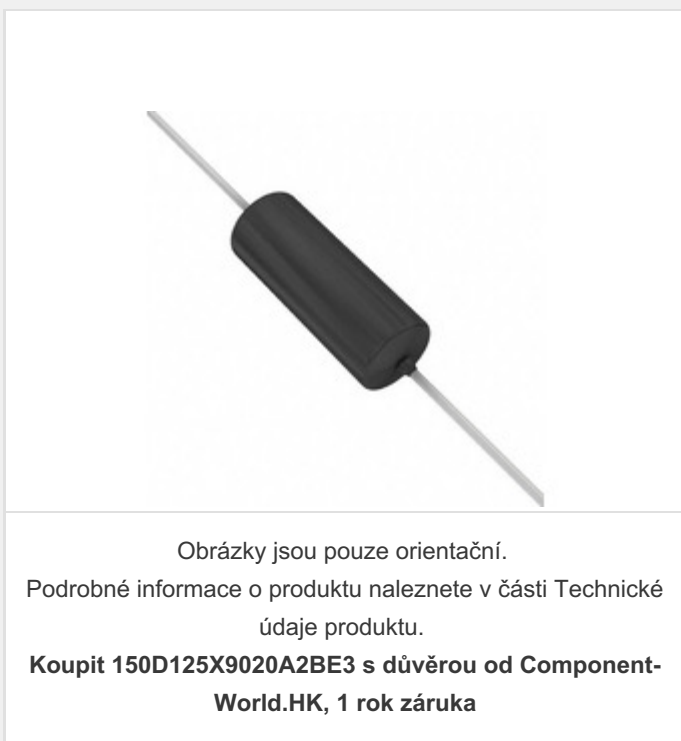 Obrázky jsou pouze orientační.
Podrobné informace o produktu naleznete v části Technické
údaje produktu.
Koupit 150D125X9020A2BE3 s důvěrou od Component-
World.HK, 1 rok záruka